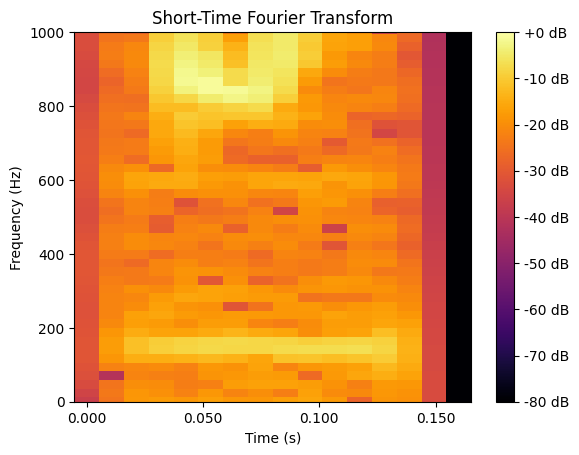 Short-Time Fourier Transform
1000
800
600
400
200
0
Frequency (Hz)
0.000
0.050
0.100
0.150
Time (s)
+0 dB
-10 dB
-20 dB
-30 dB
-40 dB
-50 dB
-60 dB
-70 dB
-80 dB